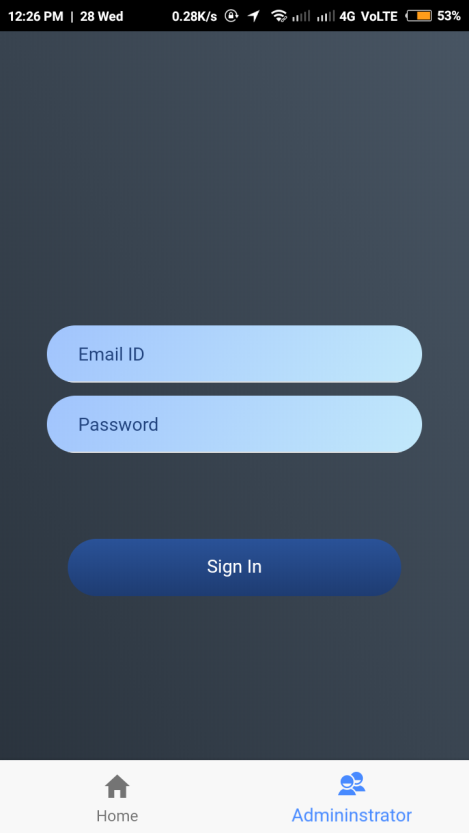 12:26 PM | 28 Wed 0.28K/s 4G VoLTE 53%
Email ID
Password
Sign In
Home
Admininstrator